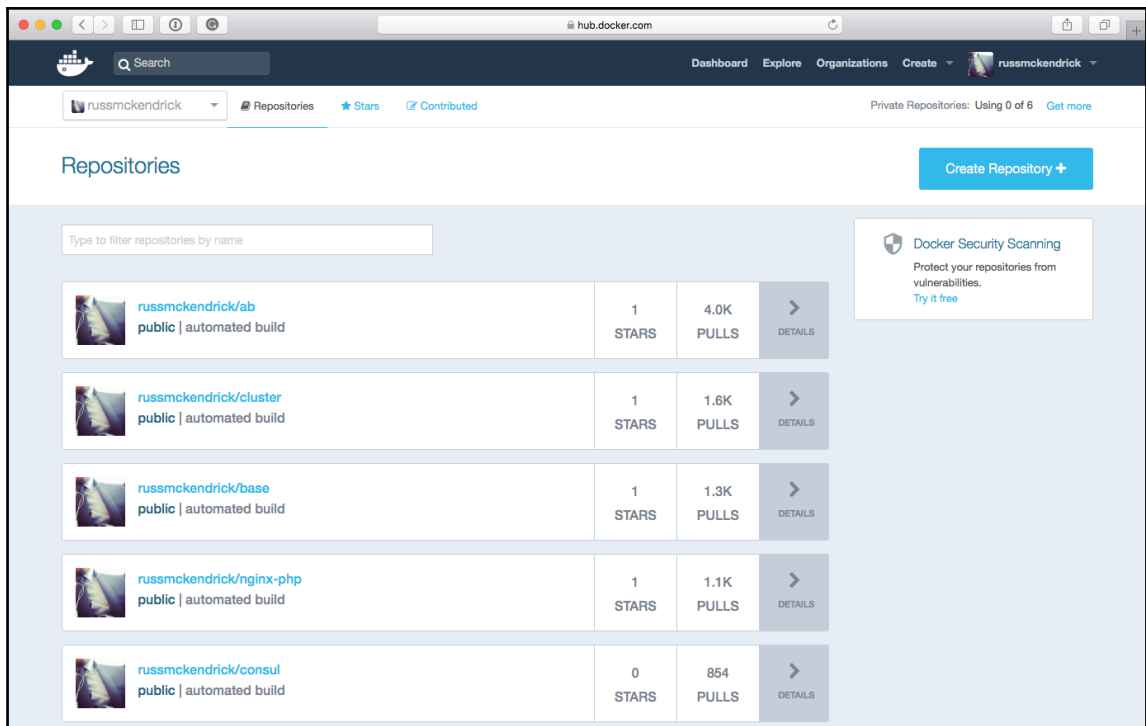 hub.docker.com
Search
Dashboard Explore Organizations Create russmckendrick
russmckendrick Repositories Stars Contributed Private Repositories: Using 0 of 6 Get more
Repositories
Create Repository +
Type to filter repositories by name
Docker Security Scanning
Protect your repositories from
vulnerabilities.
Try it free
russmckendrick/ab
public | automated build
1
STARS
4.0K
PULLS
DETAILS
russmckendrick/cluster
public | automated build
1
STARS
1.6K
PULLS
DETAILS
russmckendrick/base
public | automated build
1
STARS
1.3K
PULLS
DETAILS
russmckendrick/nginx-php
public | automated build
1
STARS
1.1K
PULLS
DETAILS
russmckendrick/consul
public | automated build
0
STARS
854
PULLS
DETAILS